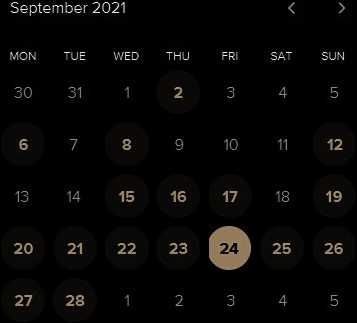 September 2021
MON TUE WED THU FRI SAT SUN
30 31 1 2 3 4 5
6 7 8 9 10 11 12
13 14 15 16 17 18 19
20 21 22 23 24 25 26
27 28 1 2 3 4 5